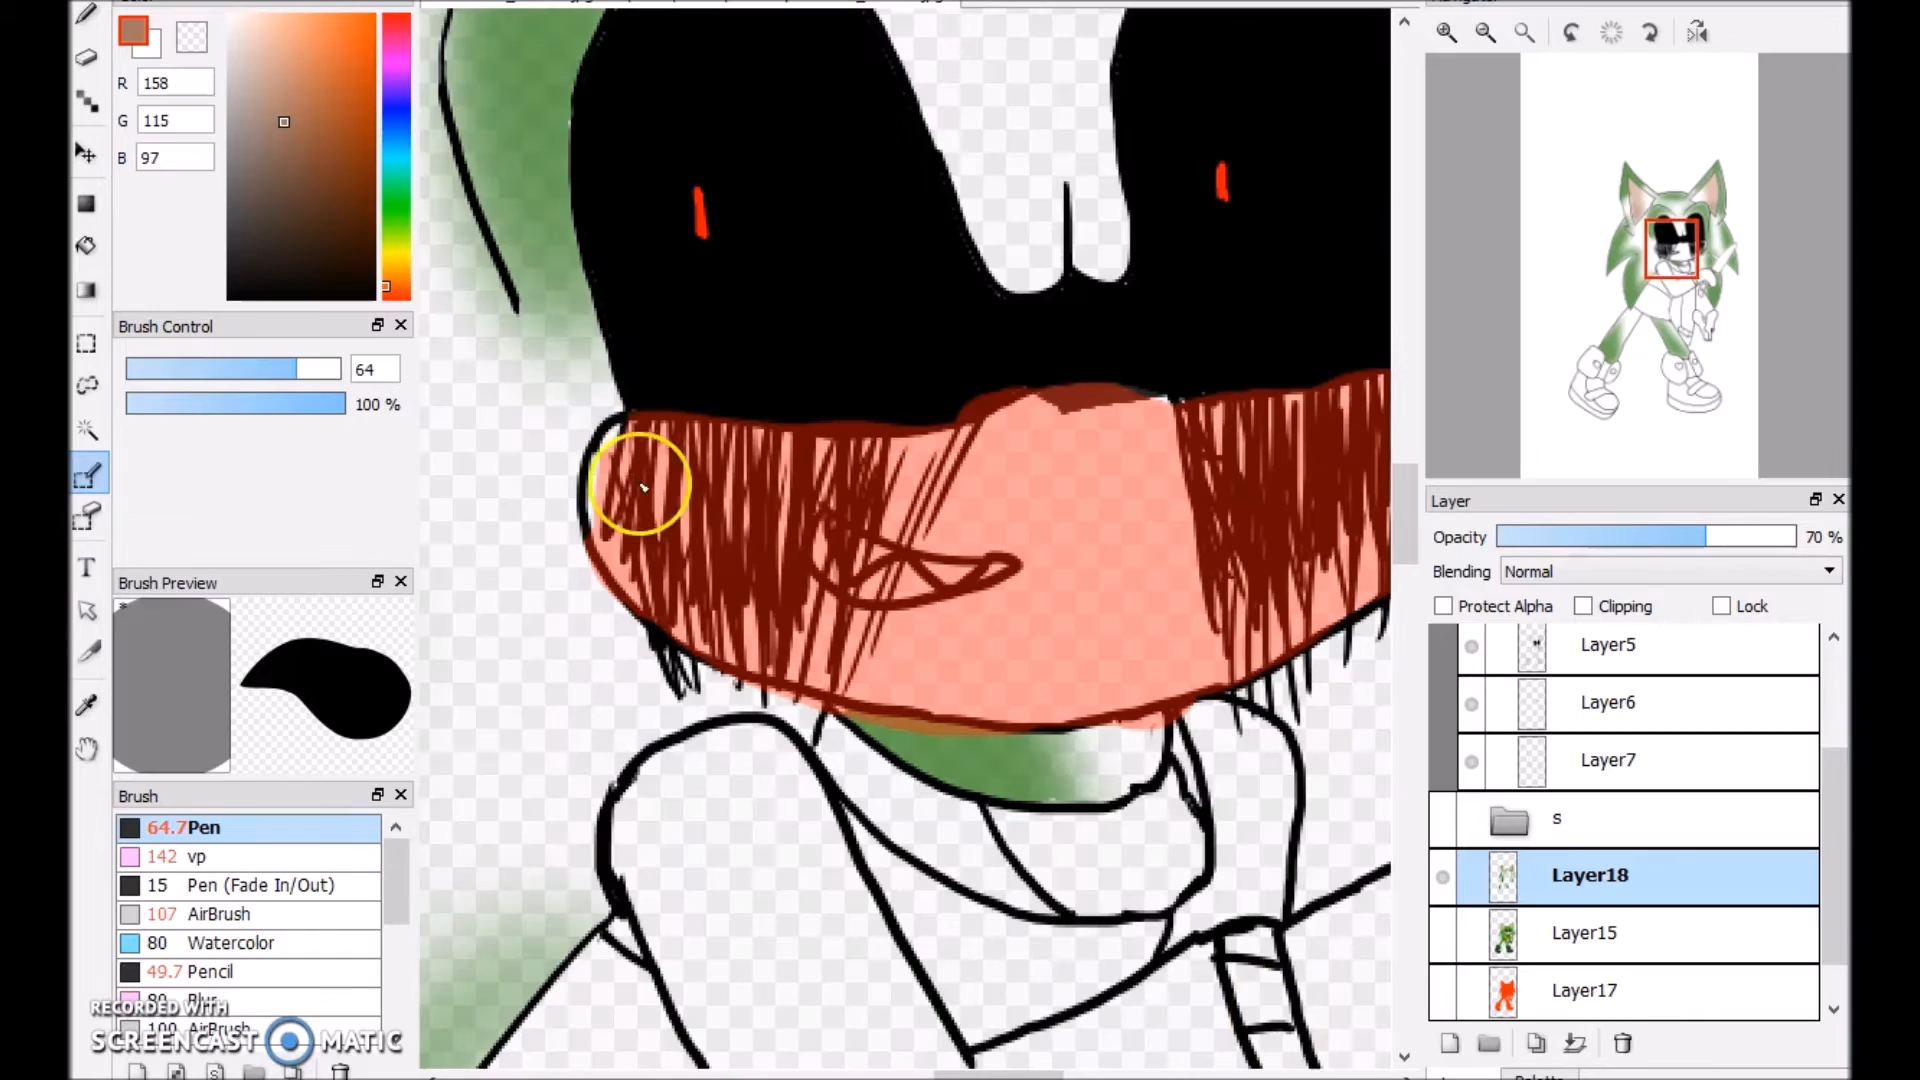 R 158
G 115
B 97
Brush Control
64
100 %
Brush Preview
Brush
64.7 Pen
142 vp
15 Pen (Fade In/Out)
107 AirBrush
80 Watercolor
49.7 Pencil
80 Blur
100 AirBrush
RECORDED WITH
SCREENCAST MATIC
Layer
Opacity 70 %
Blending Normal
Protect Alpha Clipping Lock
Layer5
Layer6
Layer7
s
Layer18
Layer15
Layer17